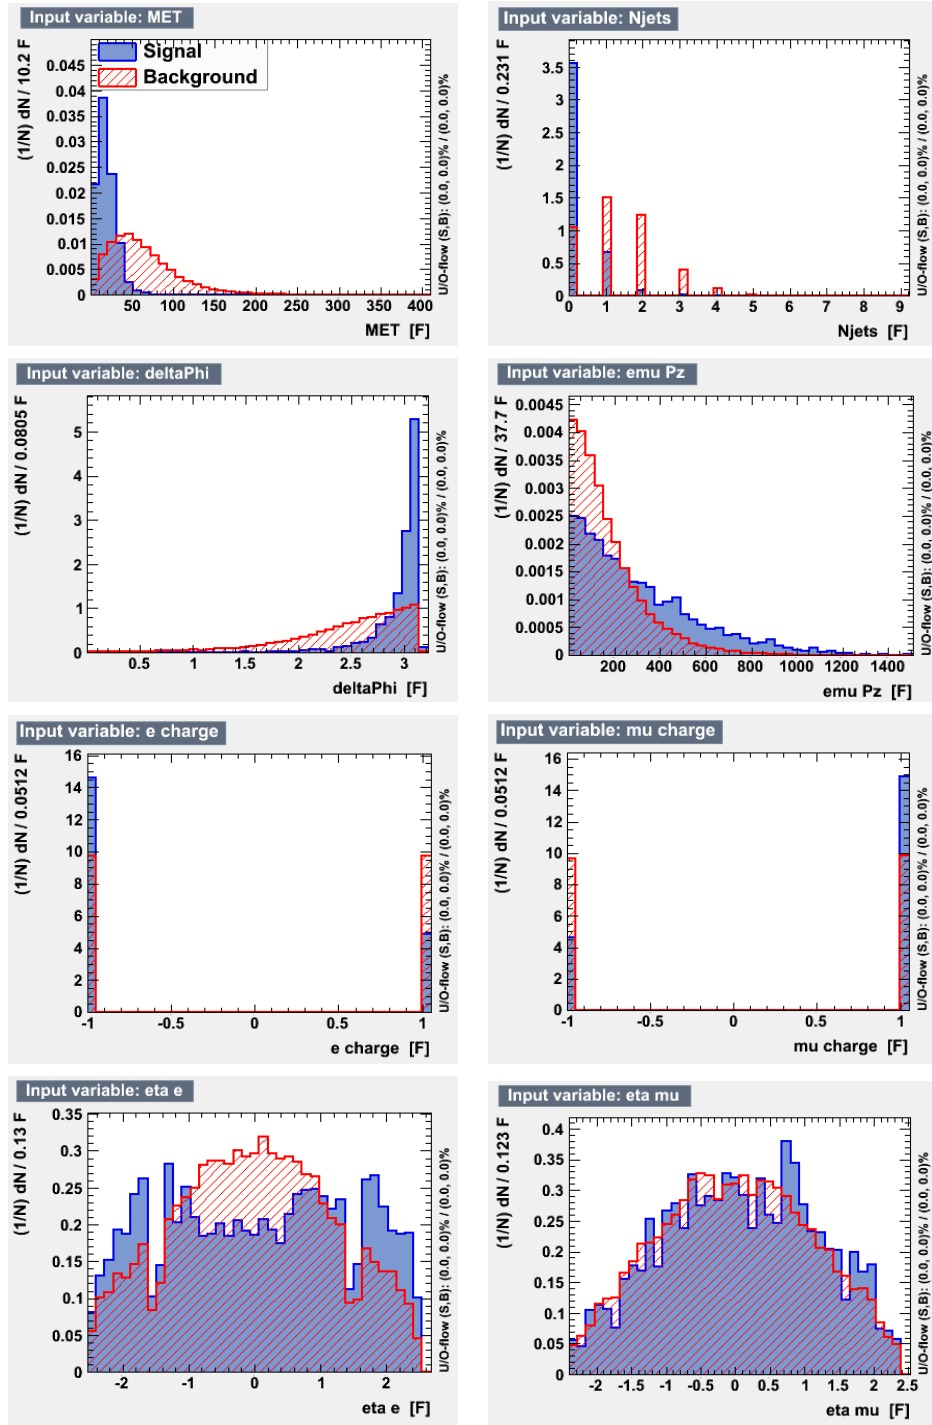 Input variable: MET
(1/N) dN / 10.2 F
0.045
0.04
0.035
0.03
0.025
0.02
0.015
0.01
0.005
0
Signal
Background
50 100 150 200 250 300 350 400
MET [F]
U/O-flow (S,B): (0.0, 0.0)% / (0.0, 0.0)%
Input variable: Njets
(1/N) dN / 0.231 F
3.5
3
2.5
2
1.5
1
0.5
0
0 1 2 3 4 5 6 7 8 9
Njets [F]
U/O-flow (S,B): (0.0, 0.0)% / (0.0, 0.0)%
Input variable: deltaPhi
(1/N) dN / 0.0805 F
5
4
3
2
1
0
0.5 1 1.5 2 2.5 3
deltaPhi [F]
U/O-flow (S,B): (0.0, 0.0)% / (0.0, 0.0)%
Input variable: emu Pz
(1/N) dN / 37.7 F
0.0045
0.004
0.0035
0.003
0.0025
0.002
0.0015
0.001
0.0005
0
200 400 600 800 1000 1200 1400
emu Pz [F]
U/O-flow (S,B): (0.0, 0.0)% / (0.0, 0.0)%
Input variable: e charge
(1/N) dN / 0.0512 F
16
14
12
10
8
6
4
2
0
-1 -0.5 0 0.5 1
e charge [F]
U/O-flow (S,B): (0.0, 0.0)% / (0.0, 0.0)%
Input variable: mu charge
(1/N) dN / 0.0512 F
16
14
12
10
8
6
4
2
0
-1 -0.5 0 0.5 1
mu charge [F]
U/O-flow (S,B): (0.0, 0.0)% / (0.0, 0.0)%
Input variable: eta e
(1/N) dN / 0.13 F
0.35
0.3
0.25
0.2
0.15
0.1
0.05
0
-2 -1 0 1 2
eta e [F]
U/O-flow (S,B): (0.0, 0.0)% / (0.0, 0.0)%
Input variable: eta mu
(1/N) dN / 0.123 F
0.4
0.35
0.3
0.25
0.2
0.15
0.1
0.05
0
-2 -1.5 -1 -0.5 0 0.5 1 1.5 2 2.5
eta mu [F]
U/O-flow (S,B): (0.0, 0.0)% / (0.0, 0.0)%